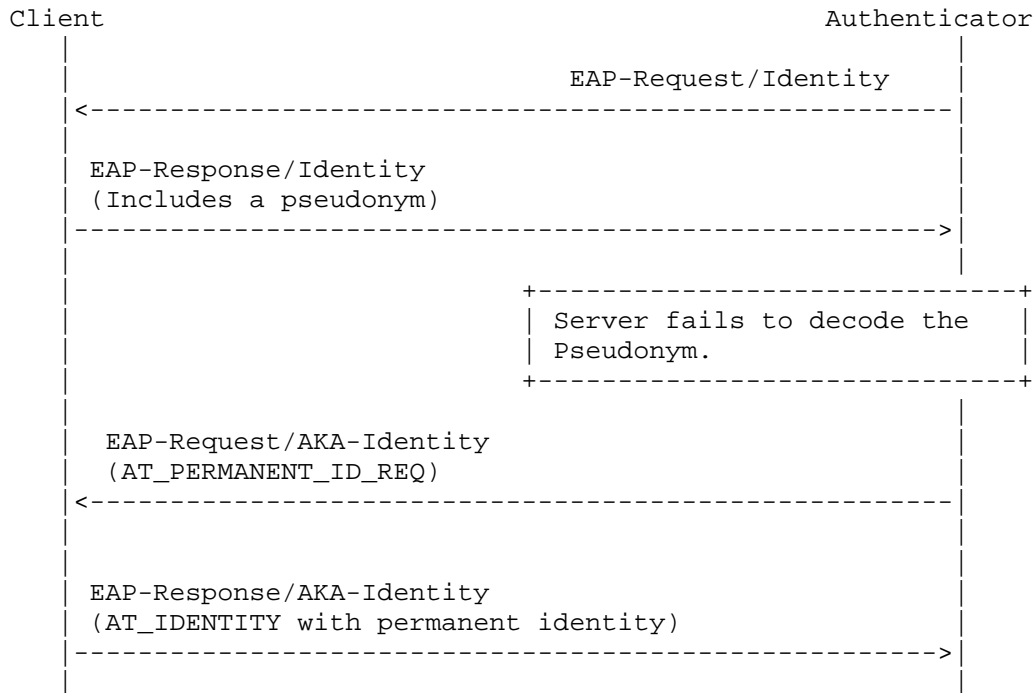 Client Authenticator
EAP-Request/Identity
EAP-Response/Identity
(Includes a pseudonym)
Server fails to decode the
Pseudonym.
EAP-Request/AKA-Identity
(AT_PERMANENT_ID_REQ)
EAP-Response/AKA-Identity
(AT_IDENTITY with permanent identity)